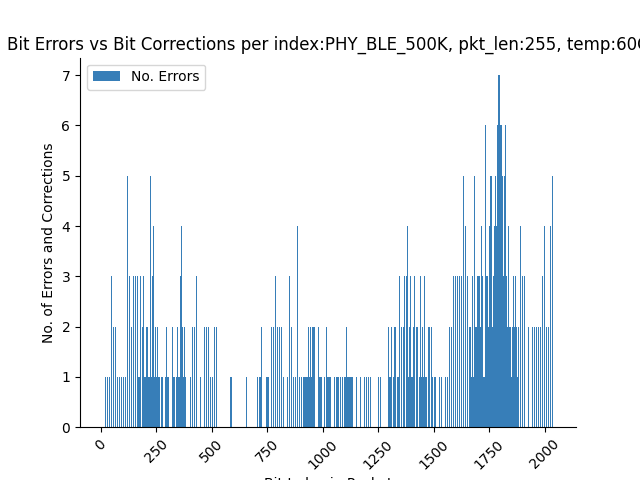 Bit Errors vs Bit Corrections per index:PHY_BLE_500K, pkt_len:255, temp:60
No. Errors
No. of Errors and Corrections
7
6
5
4
3
2
1
0
0 250 500 750 1000 1250 1500 1750 2000